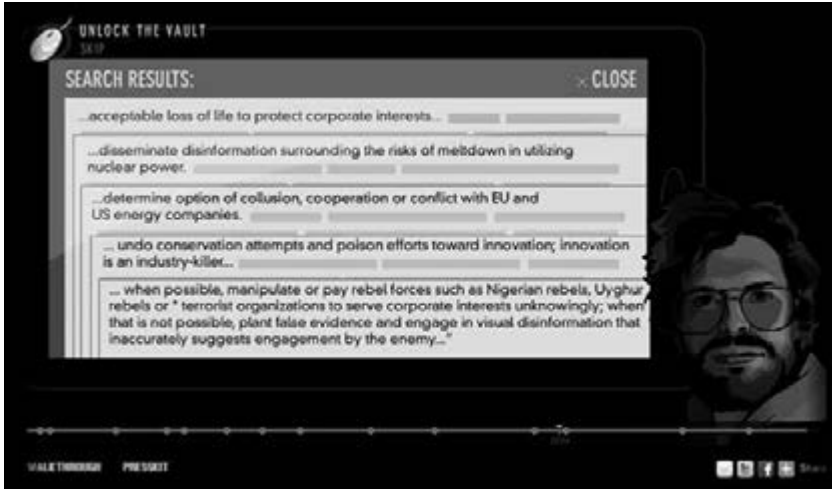 UNLOCK THE VAULT
SKIP
SEARCH RESULTS:
× CLOSE
...acceptable loss of life to protect corporate interests...
...disseminate disinformation surrounding the risks of meltdown in utilizing
nuclear power.
...determine option of collusion, cooperation or conflict with EU and
US energy companies.
... undo conservation attempts and poison efforts toward innovation; innovation
is an industry-killer...
... when possible, manipulate or pay rebel forces such as Nigerian rebels, Uyghur
rebels or * terrorist organizations to serve corporate interests unknowingly; when
that is not possible, plant false evidence and engage in visual disinformation that
inaccurately suggests engagement by the enemy..."
WALKTHROUGH PRESSKIT
Share